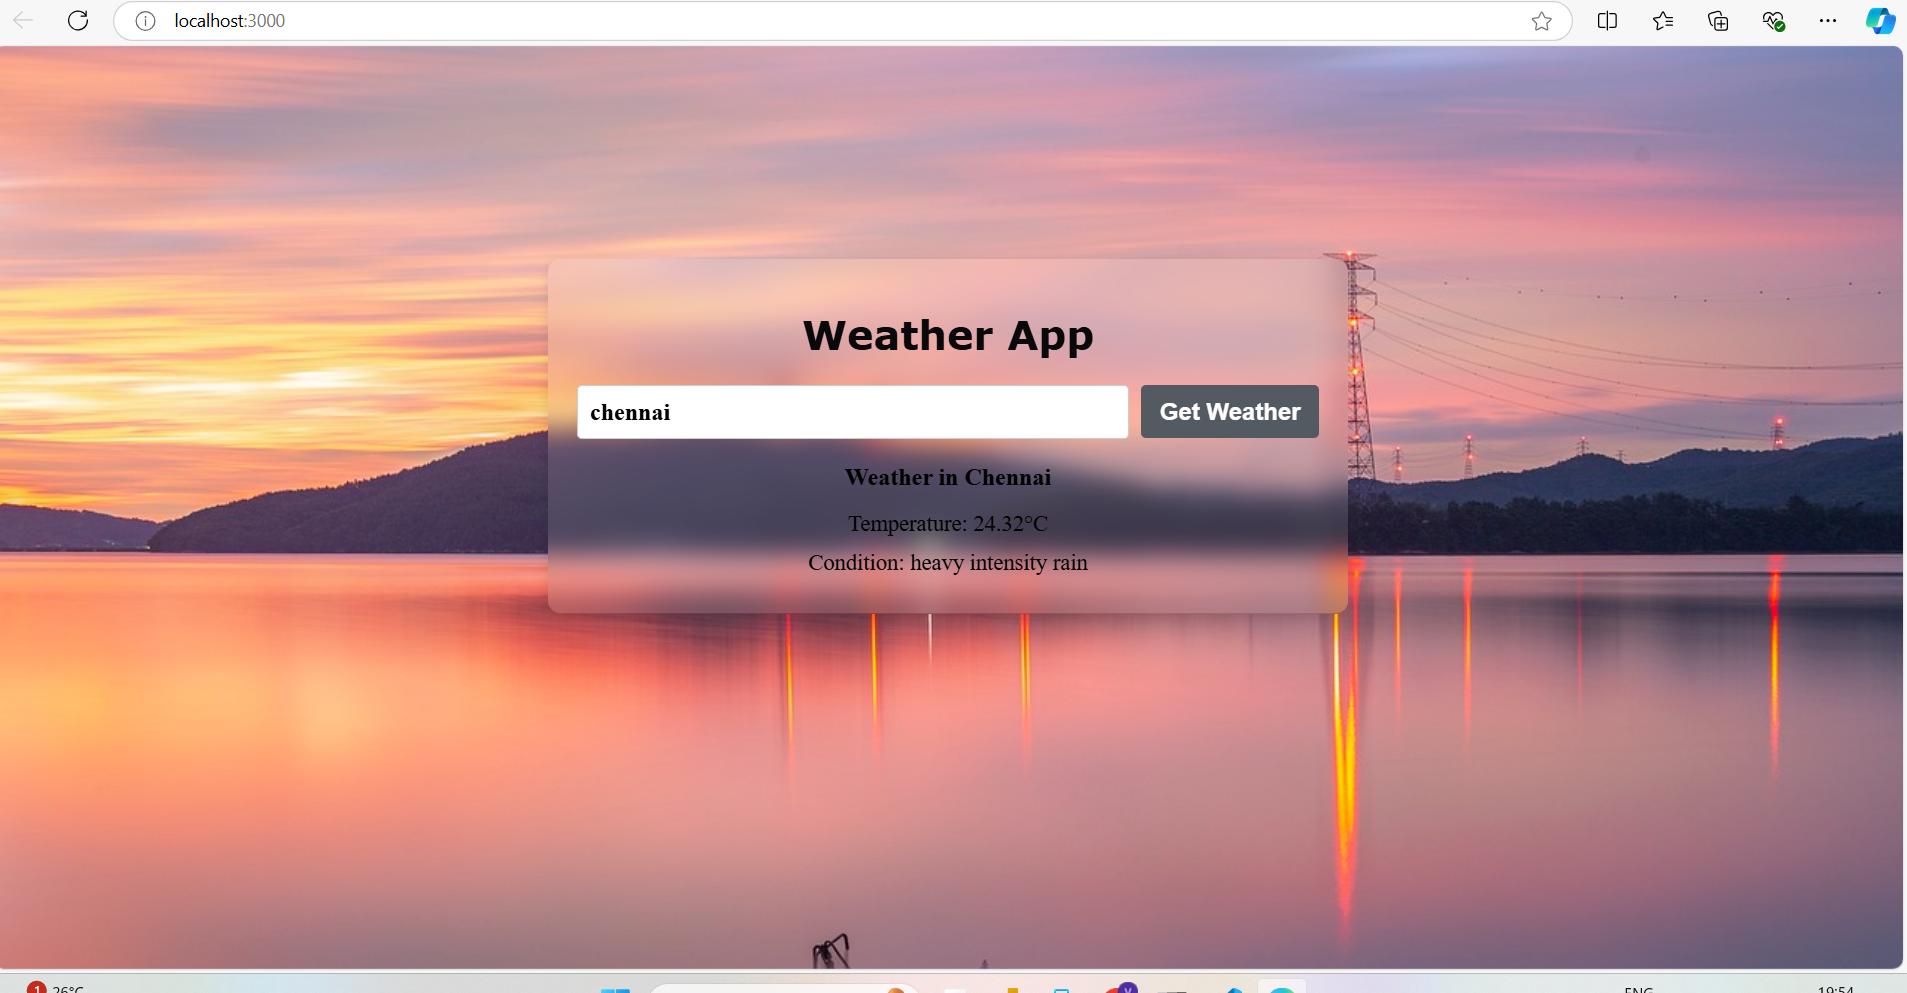 localhost:3000
Weather App
chennai
Get Weather
Weather in Chennai
Temperature: 24.32°C
Condition: heavy intensity rain
1 26°C
ENG
19:54